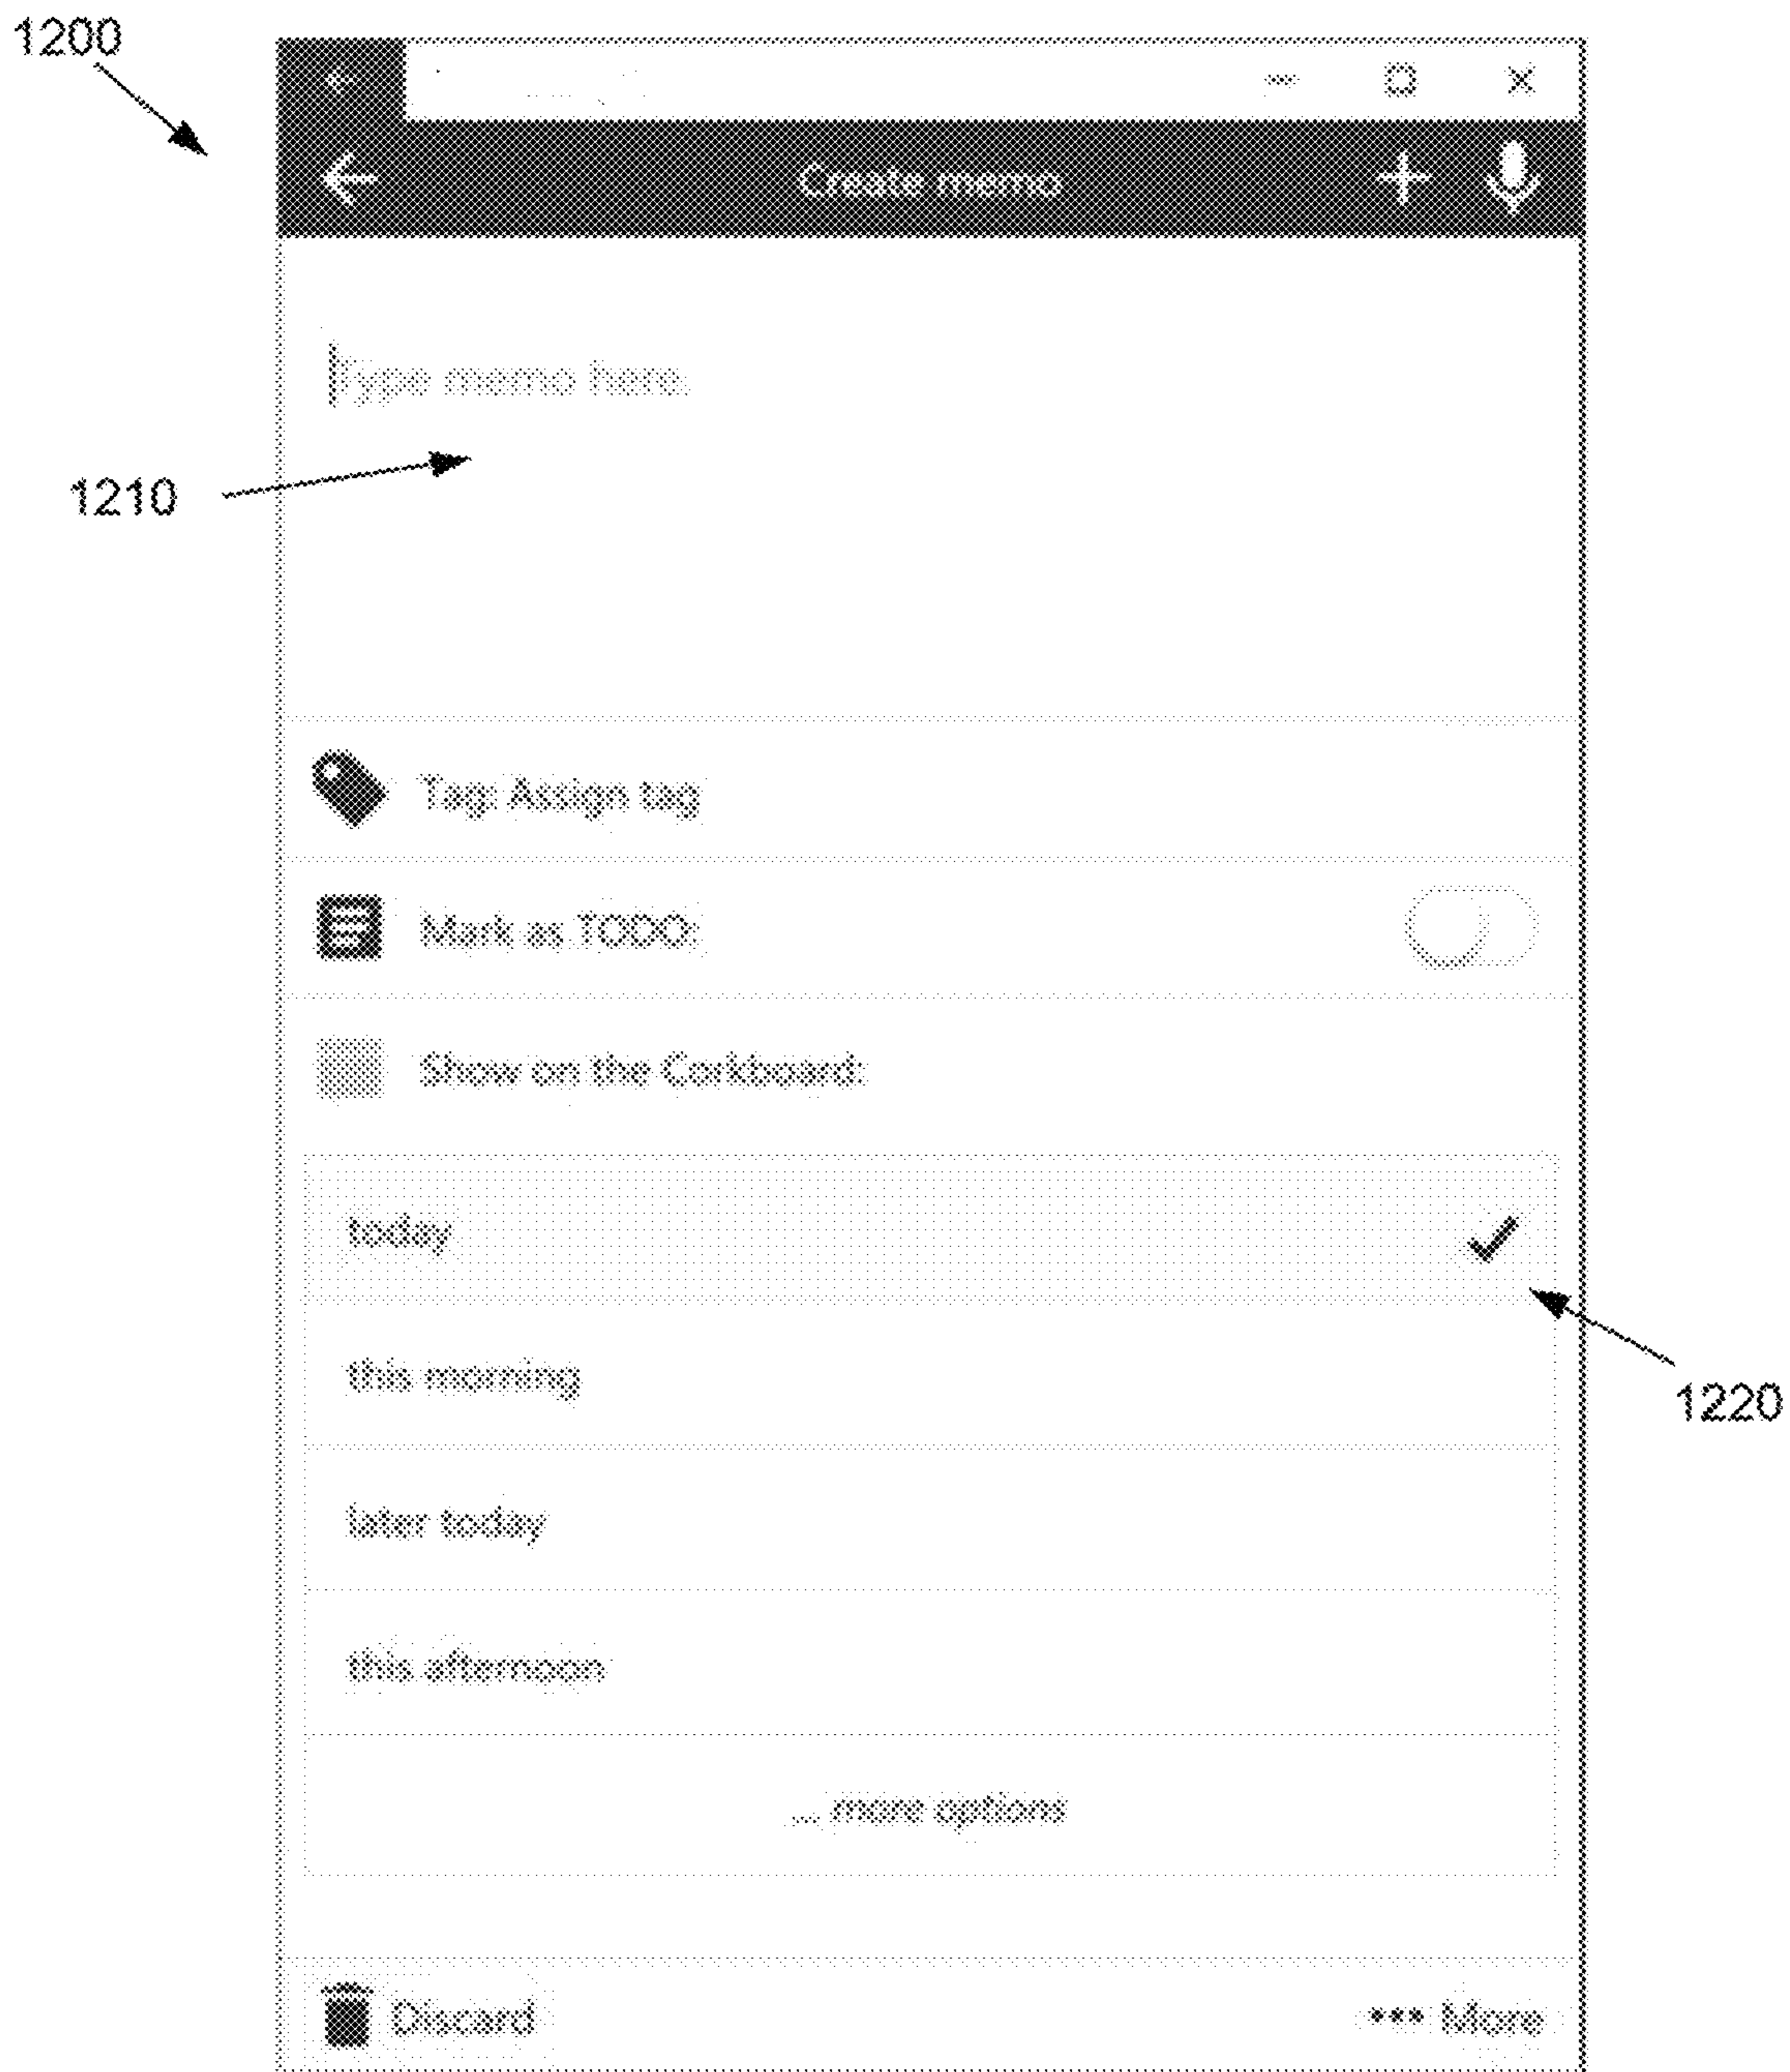 1200
Create memo
Type memo here.
1210
Tag: Assign tag
Mark as TODO:
Show on the Corkboard:
today
this morning
1220
later today
this afternoon
... more options
Discard
••• More